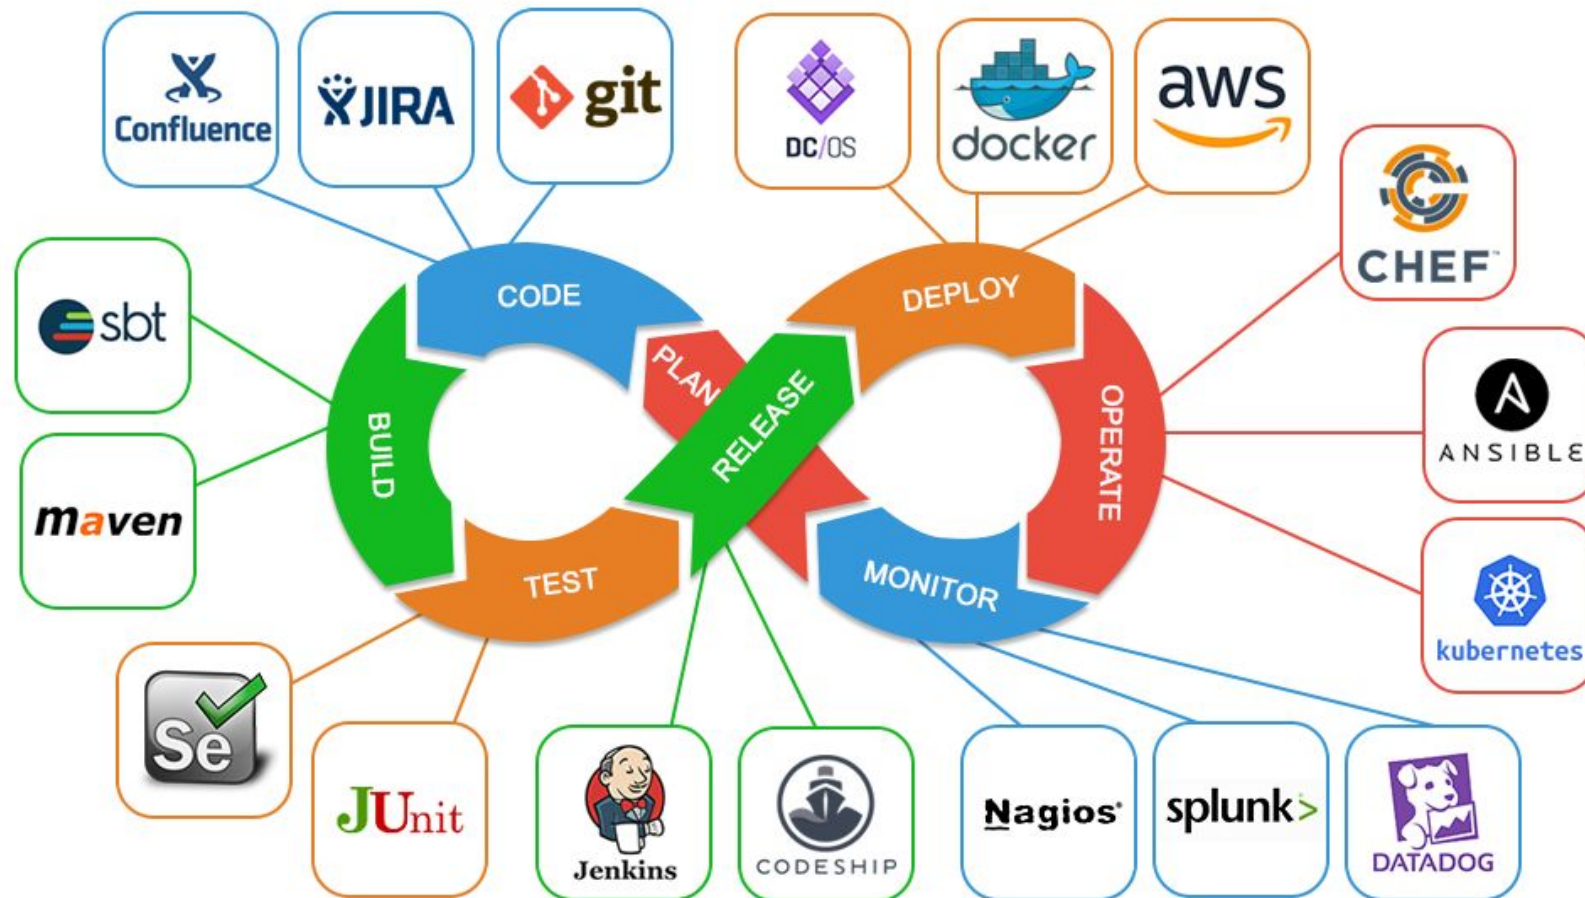 Confluence
JIRA
git
DC/OS
docker
aws
CHEF™
sbt
CODE
DEPLOY
PLAN
RELEASE
BUILD
OPERATE
ANSIBLE
maven
TEST
MONITOR
kubernetes
Se
JUnit
Jenkins
CODESHIP
Nagios®
splunk>
DATADOG